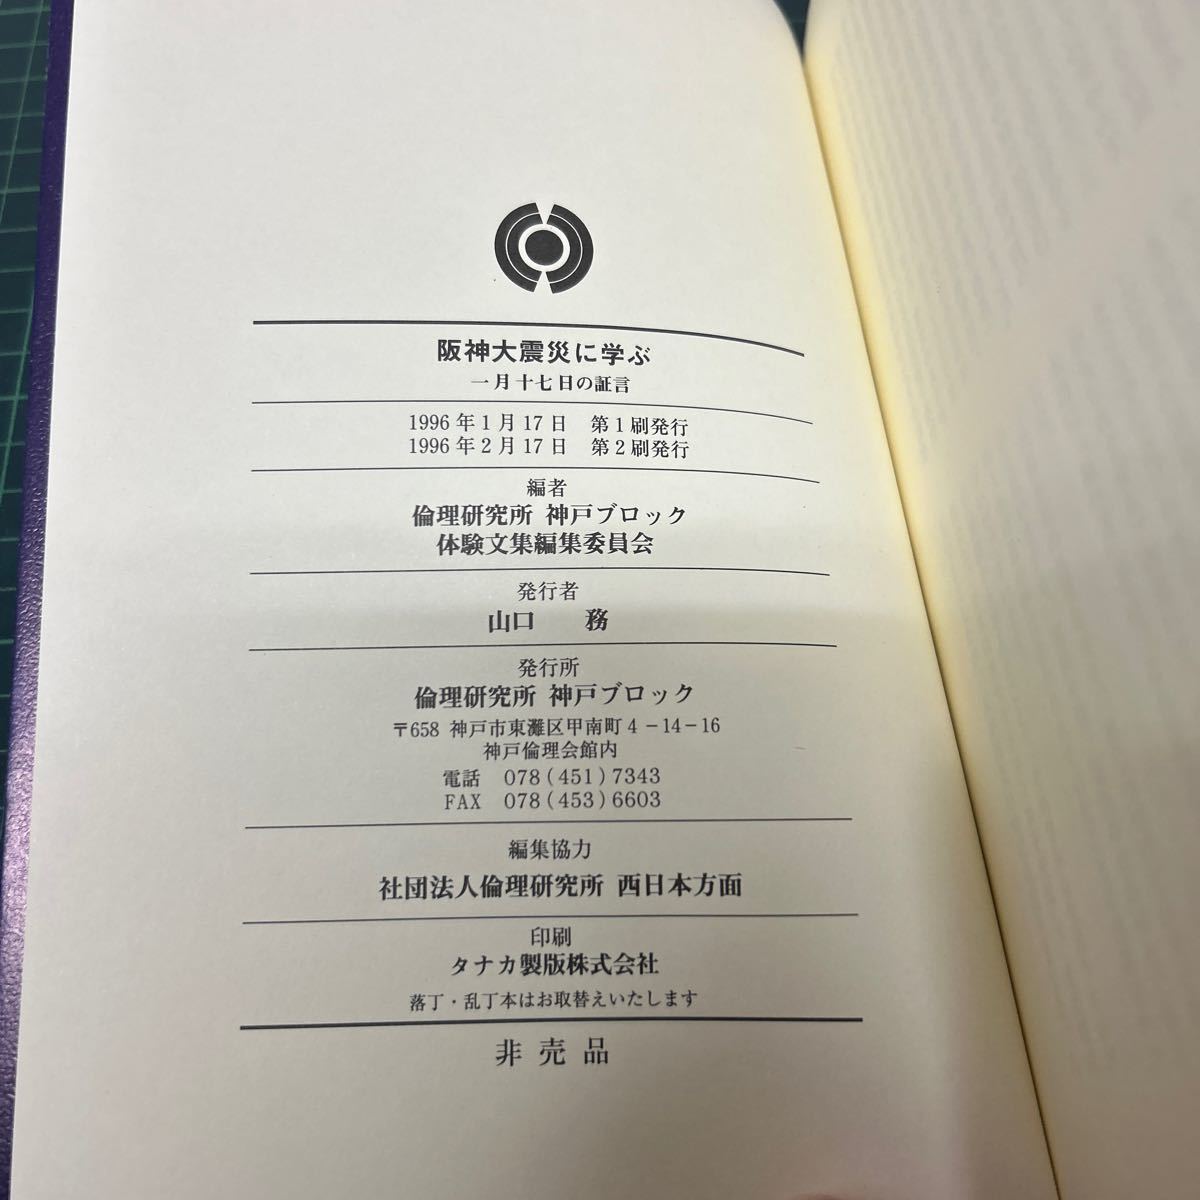 阪神大震災に学ぶ
一月十七日の証言
1996年1月17日　第1刷発行
1996年2月17日　第2刷発行
編者
倫理研究所 神戸ブロック
体験文集編集委員会
発行者
山口　務
発行所
倫理研究所 神戸ブロック
〒658 神戸市東灘区甲南町4−14−16
神戸倫理会館内
電話　078(451)7343
FAX　078(453)6603
編集協力
社団法人倫理研究所 西日本方面
印刷
タナカ製版株式会社
落丁・乱丁本はお取替えいたします
非売品